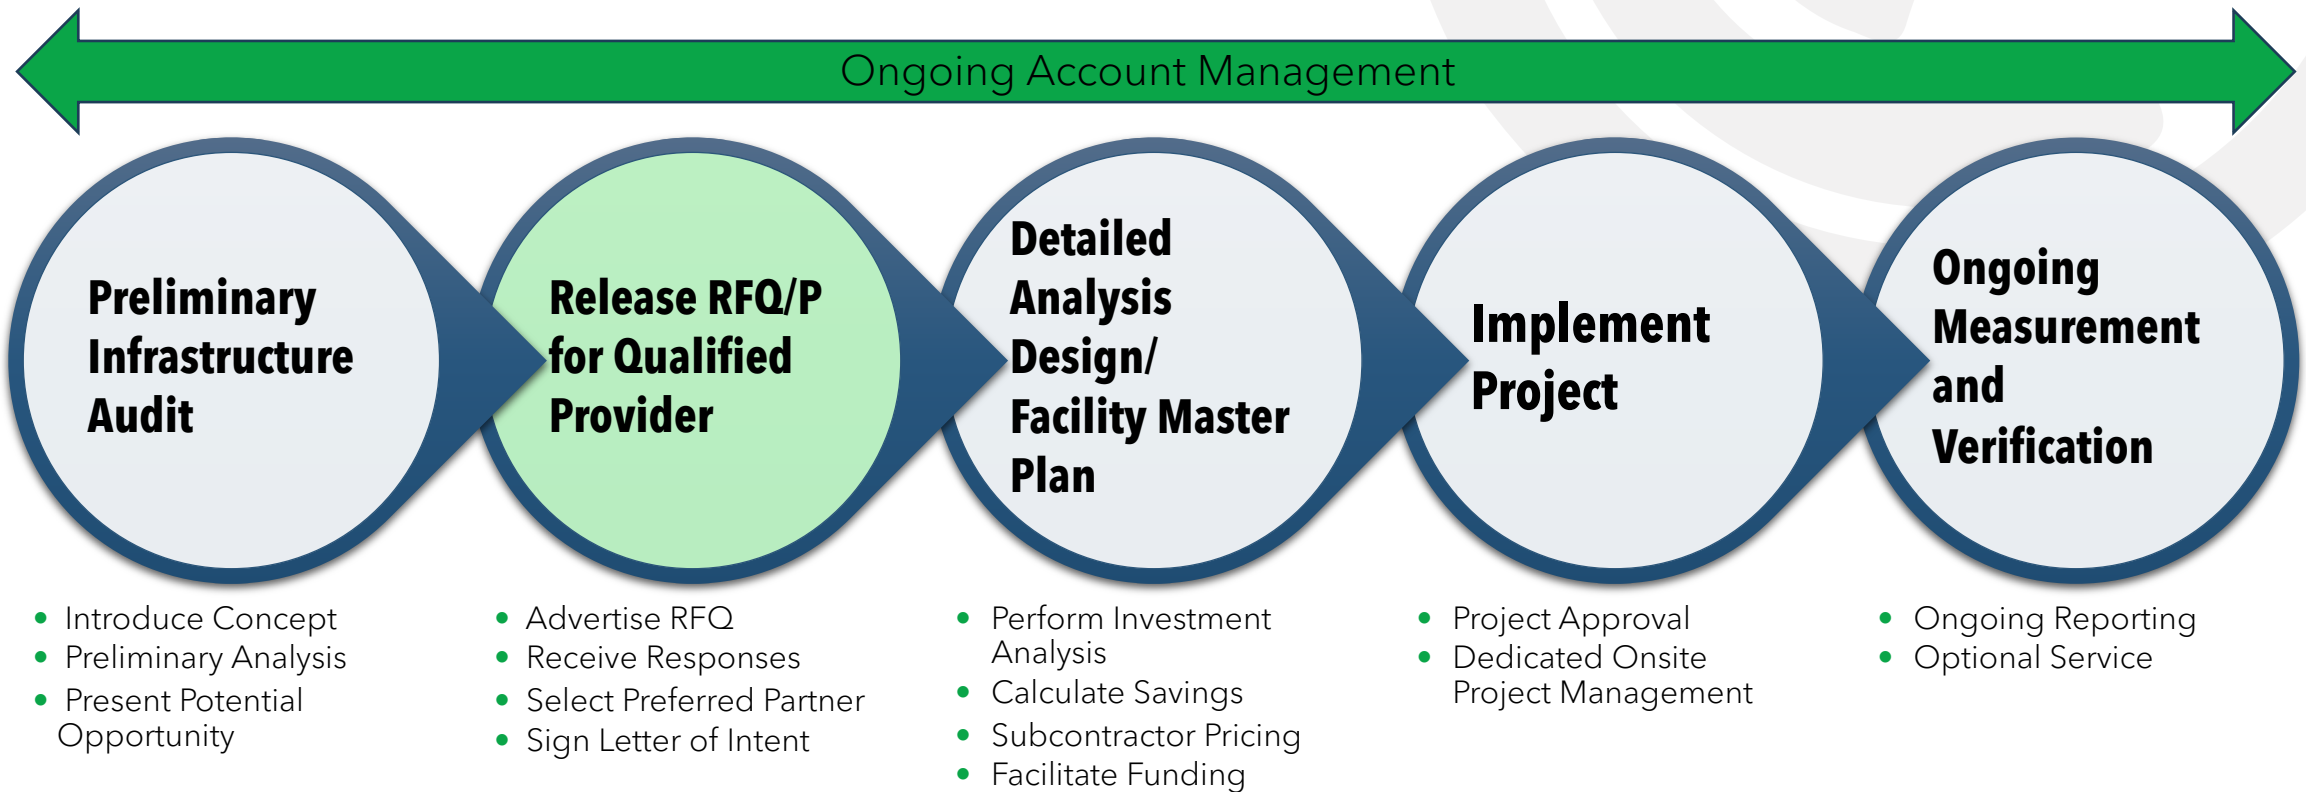 Ongoing Account Management
Preliminary
Infrastructure
Audit
Release RFQ/P
for Qualified
Provider
Detailed
Analysis
Design/
Facility Master
Plan
Implement
Project
Ongoing
Measurement
and
Verification
• Introduce Concept
• Preliminary Analysis
• Present Potential
Opportunity
• Advertise RFQ
• Receive Responses
• Select Preferred Partner
• Sign Letter of Intent
• Perform Investment
Analysis
• Calculate Savings
• Subcontractor Pricing
• Facilitate Funding
• Project Approval
• Dedicated Onsite
Project Management
• Ongoing Reporting
• Optional Service